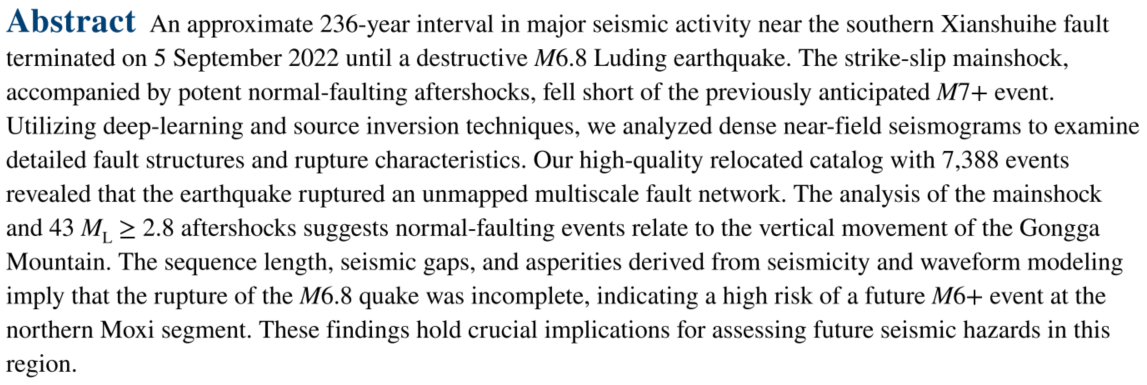 Abstract An approximate 236-year interval in major seismic activity near the southern Xianshuihe fault
terminated on 5 September 2022 until a destructive M6.8 Luding earthquake. The strike-slip mainshock,
accompanied by potent normal-faulting aftershocks, fell short of the previously anticipated M7+ event.
Utilizing deep-learning and source inversion techniques, we analyzed dense near-field seismograms to examine
detailed fault structures and rupture characteristics. Our high-quality relocated catalog with 7,388 events
revealed that the earthquake ruptured an unmapped multiscale fault network. The analysis of the mainshock
and 43 M_L ≥ 2.8 aftershocks suggests normal-faulting events relate to the vertical movement of the Gongga
Mountain. The sequence length, seismic gaps, and asperities derived from seismicity and waveform modeling
imply that the rupture of the M6.8 quake was incomplete, indicating a high risk of a future M6+ event at the
northern Moxi segment. These findings hold crucial implications for assessing future seismic hazards in this
region.